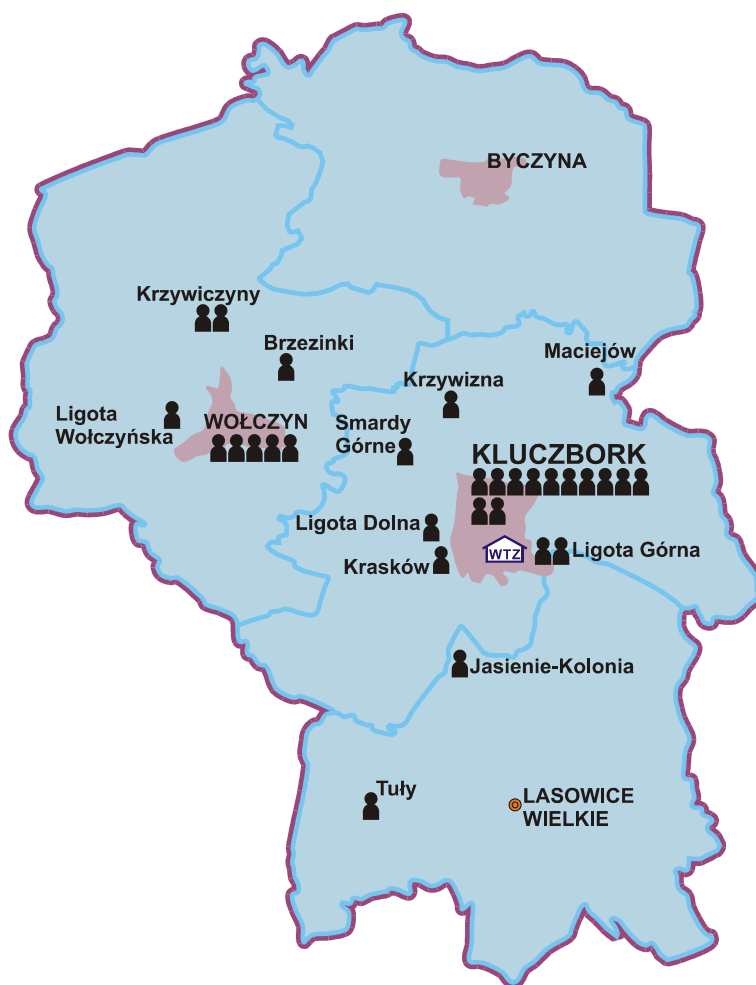 BYCZYNA
Krzywiczyny
Brzezinki
Maciejów
Krzywizna
Ligota
Wołczyńska
WOŁCZYN
Smardy
Górne
KLUCZBORK
Ligota Dolna
WTZ
Ligota Górna
Krasków
Jasienie-Kolonia
Tuły
LASOWICE
WIELKIE